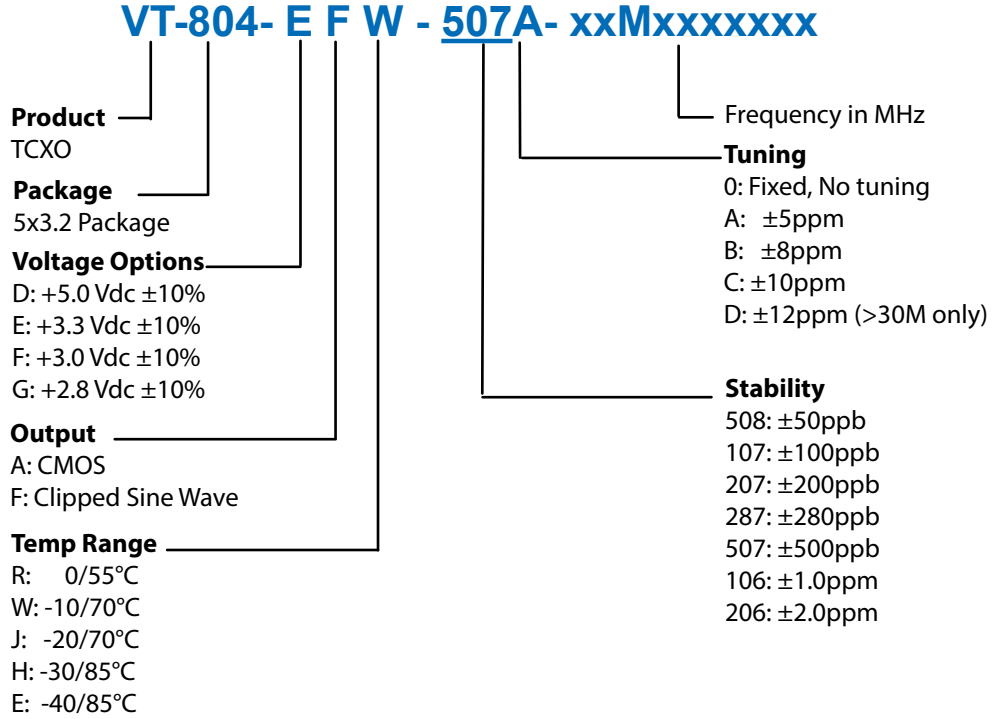 VT-804- E F W - 507A- xxMxxxxxxx
Product
TCXO
Package
5x3.2 Package
Voltage Options
D: +5.0 Vdc ±10%
E: +3.3 Vdc ±10%
F: +3.0 Vdc ±10%
G: +2.8 Vdc ±10%
Output
A: CMOS
F: Clipped Sine Wave
Temp Range
R: 0/55°C
W: -10/70°C
J: -20/70°C
H: -30/85°C
E: -40/85°C
Frequency in MHz
Tuning
0: Fixed, No tuning
A: ±5ppm
B: ±8ppm
C: ±10ppm
D: ±12ppm (>30M only)
Stability
508: ±50ppb
107: ±100ppb
207: ±200ppb
287: ±280ppb
507: ±500ppb
106: ±1.0ppm
206: ±2.0ppm